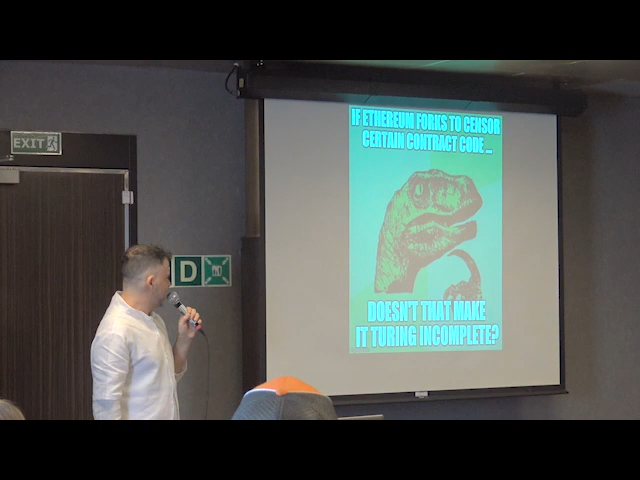 EXIT
D
IF ETHEREUM FORKS TO CENSOR
CERTAIN CONTRACT CODE ...
DOESN'T THAT MAKE
IT TURING INCOMPLETE?